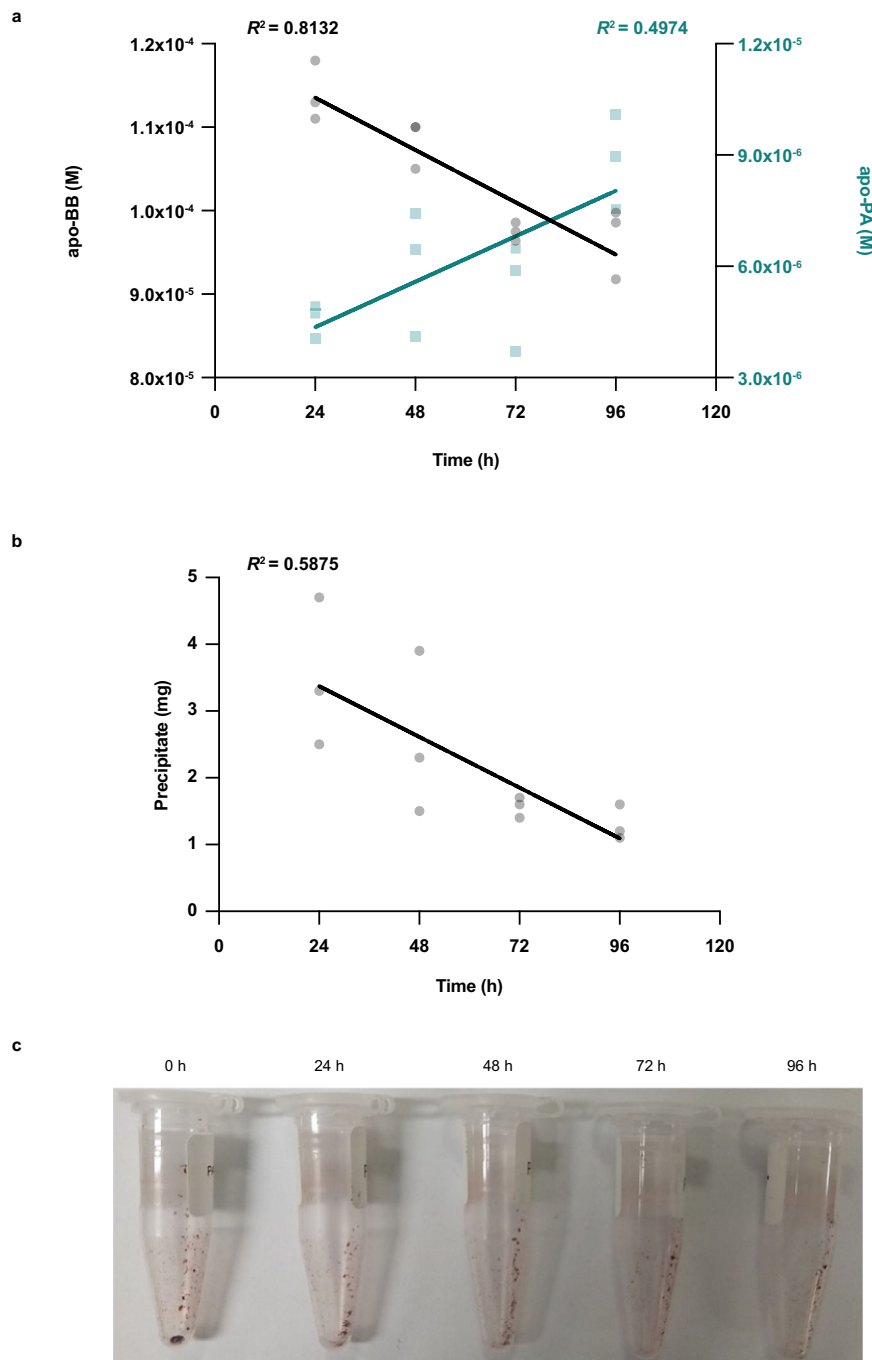 a
R² = 0.8132
R² = 0.4974
1.2x10⁻⁴
1.1x10⁻⁴
1.0x10⁻⁴
9.0x10⁻⁵
8.0x10⁻⁵
apo-BB (M)
1.2x10⁻⁵
9.0x10⁻⁶
6.0x10⁻⁶
3.0x10⁻⁶
apo-PA (M)
0 24 48 72 96 120
Time (h)
b
R² = 0.5875
5
4
3
2
1
0
Precipitate (mg)
0 24 48 72 96 120
Time (h)
c
0 h 24 h 48 h 72 h 96 h